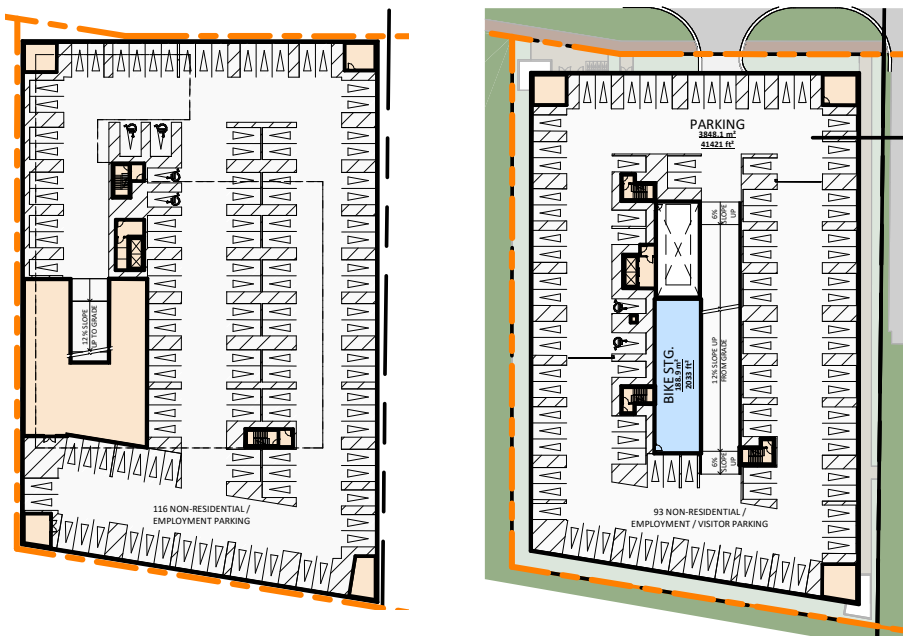 12% SLOPE
UP TO GRADE
116 NON-RESIDENTIAL /
EMPLOYMENT PARKING
PARKING
3848.1 m²
41421 ft²
6%
SLOPE
UP
BIKE STG.
188.9 m²
2033 ft²
12% SLOPE UP
FROM GRADE
6%
SLOPE
UP
93 NON-RESIDENTIAL /
EMPLOYMENT / VISITOR PARKING